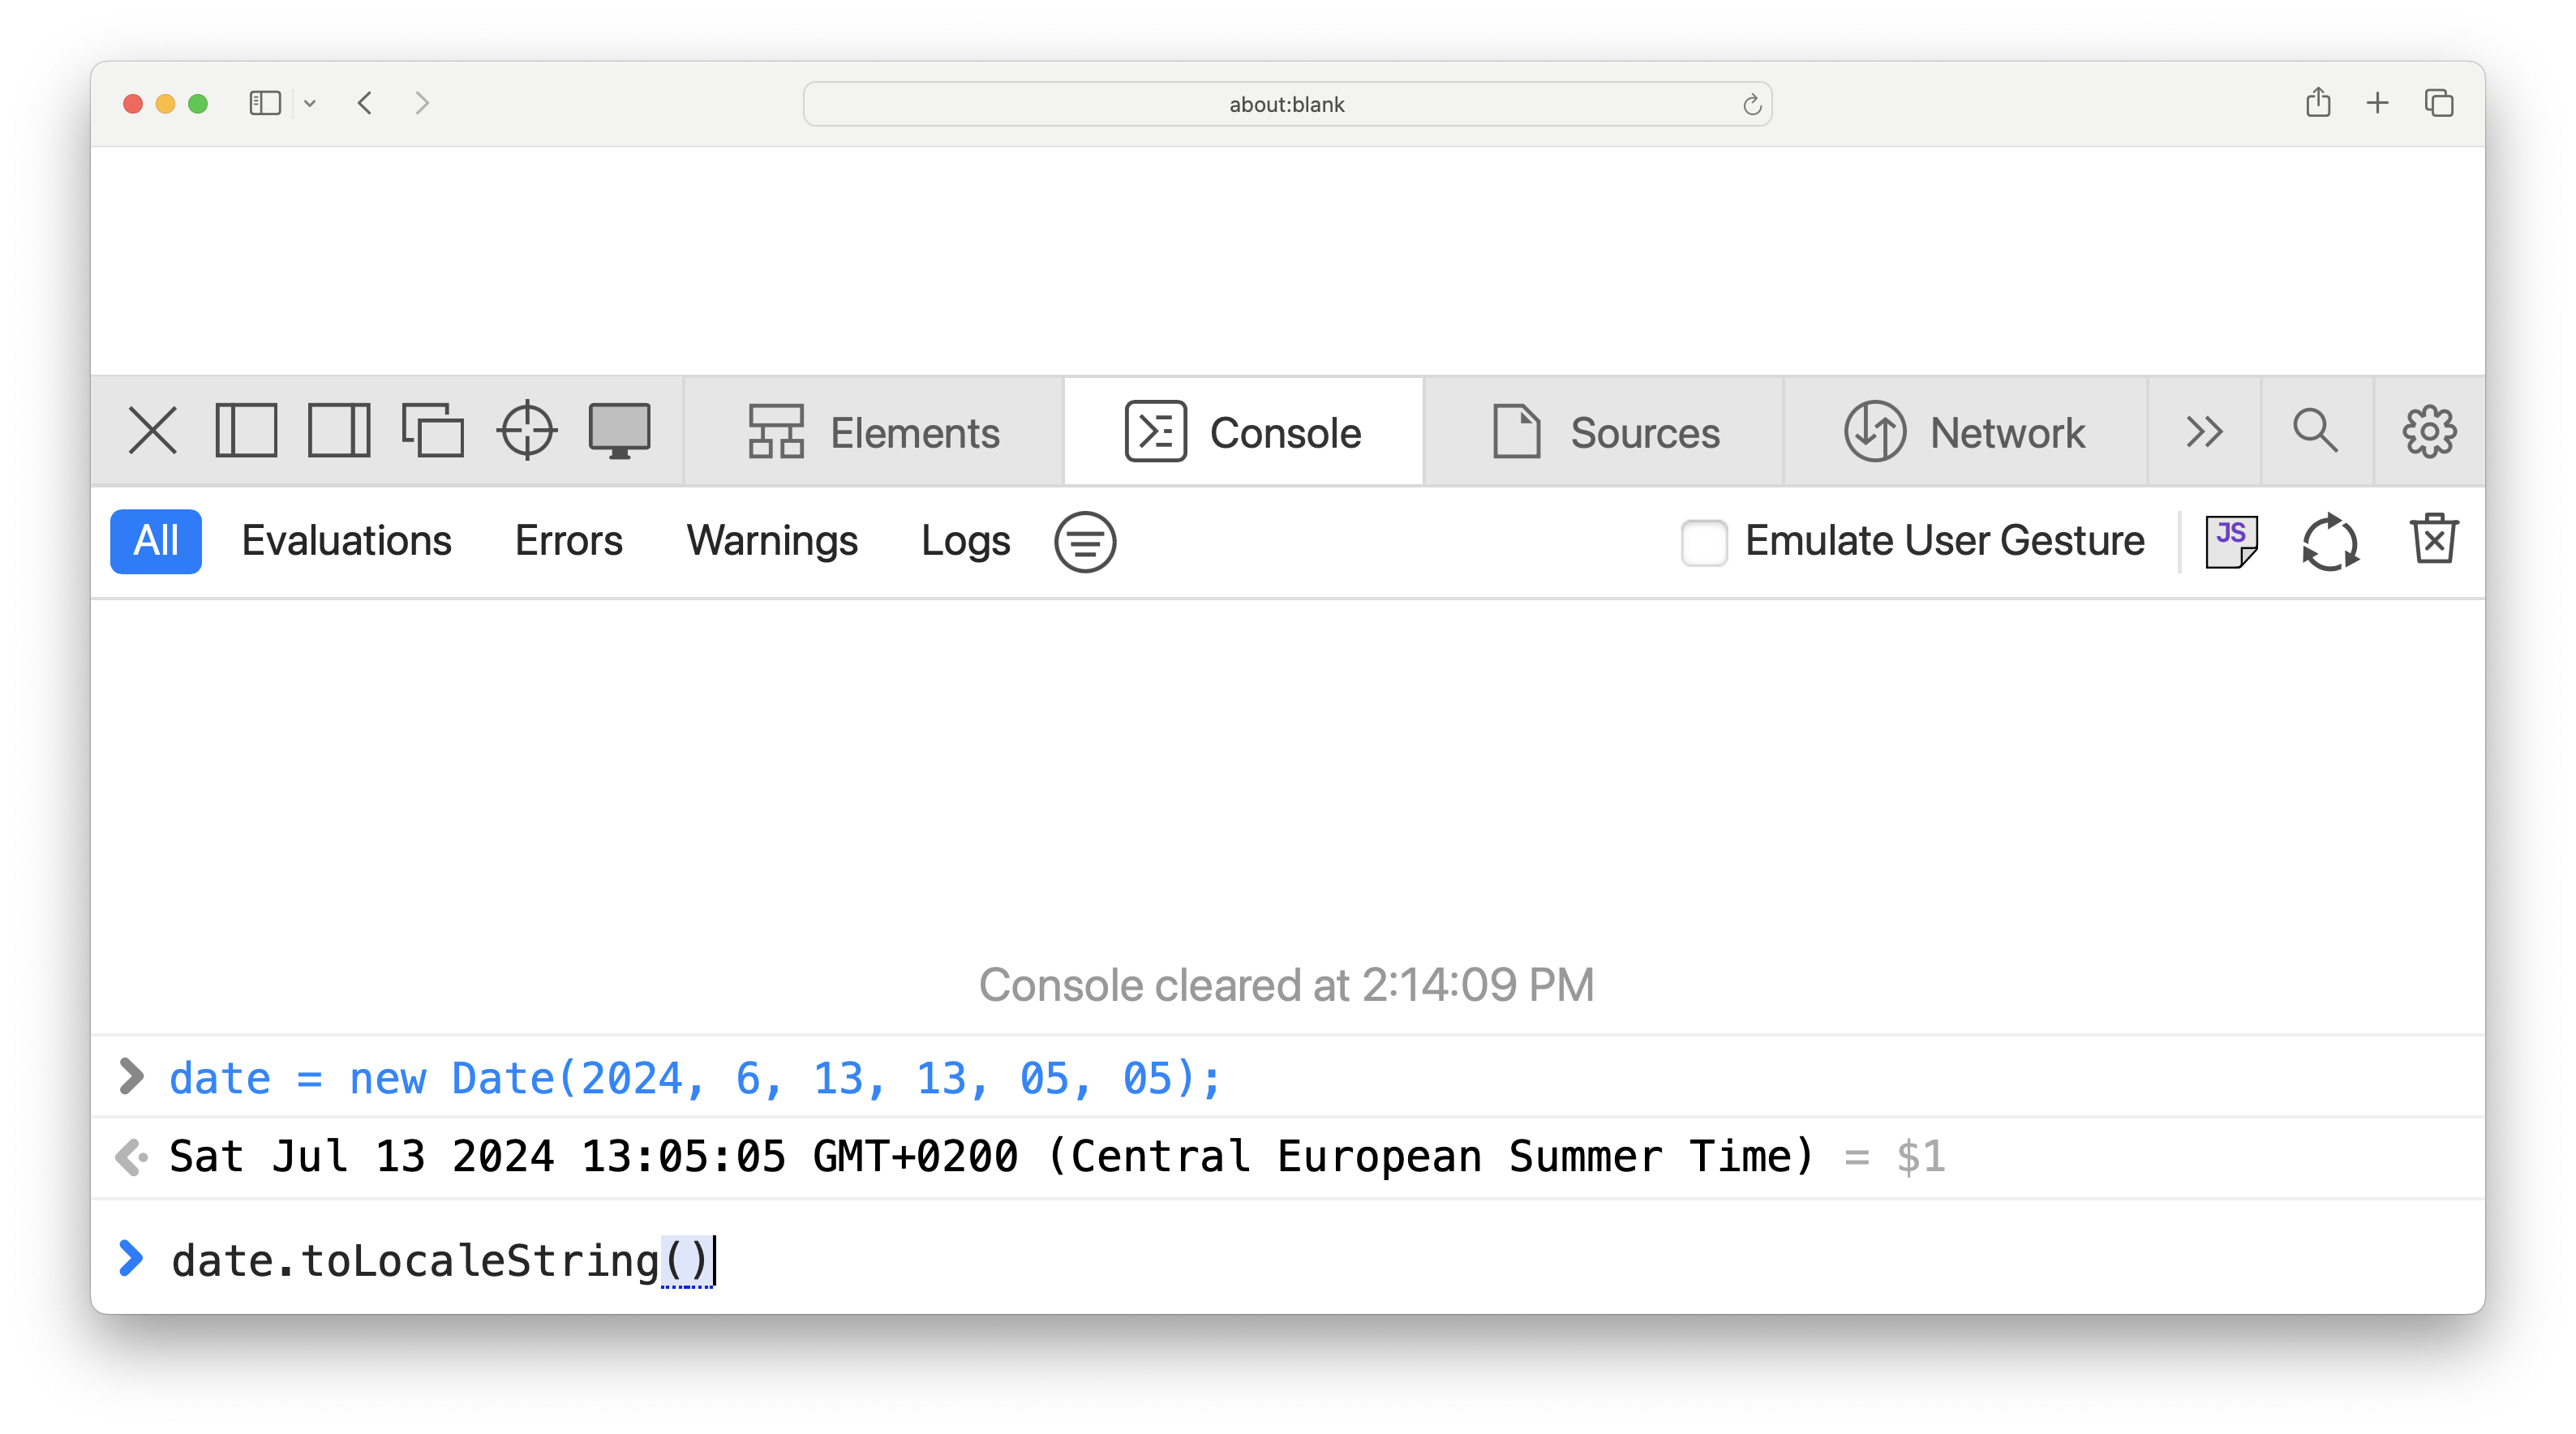 about:blank
Elements Console Sources Network
All Evaluations Errors Warnings Logs Emulate User Gesture JS
Console cleared at 2:14:09 PM
date = new Date(2024, 6, 13, 13, 05, 05);
Sat Jul 13 2024 13:05:05 GMT+0200 (Central European Summer Time) = $1
date.toLocaleString()